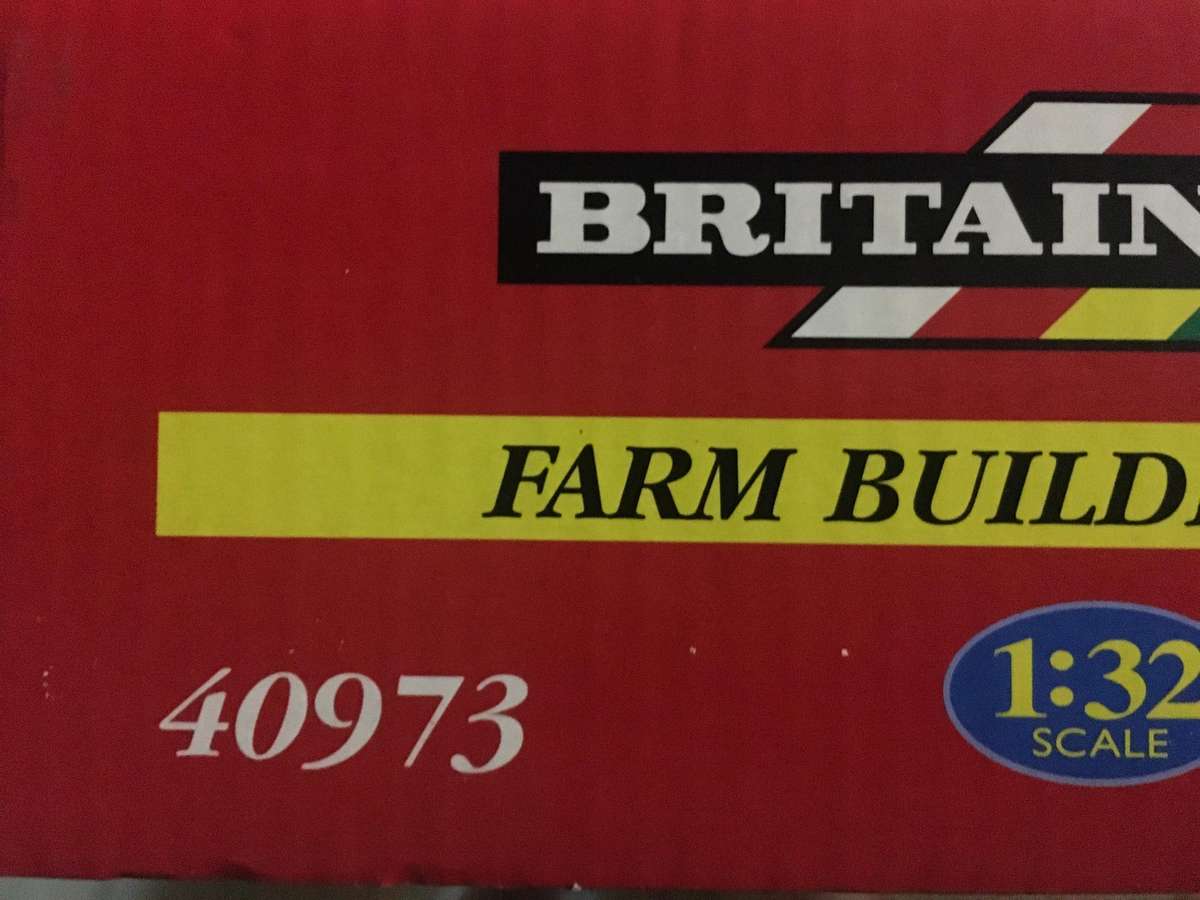 BRITAIN
FARM BUILD
40973
1:32
SCALE